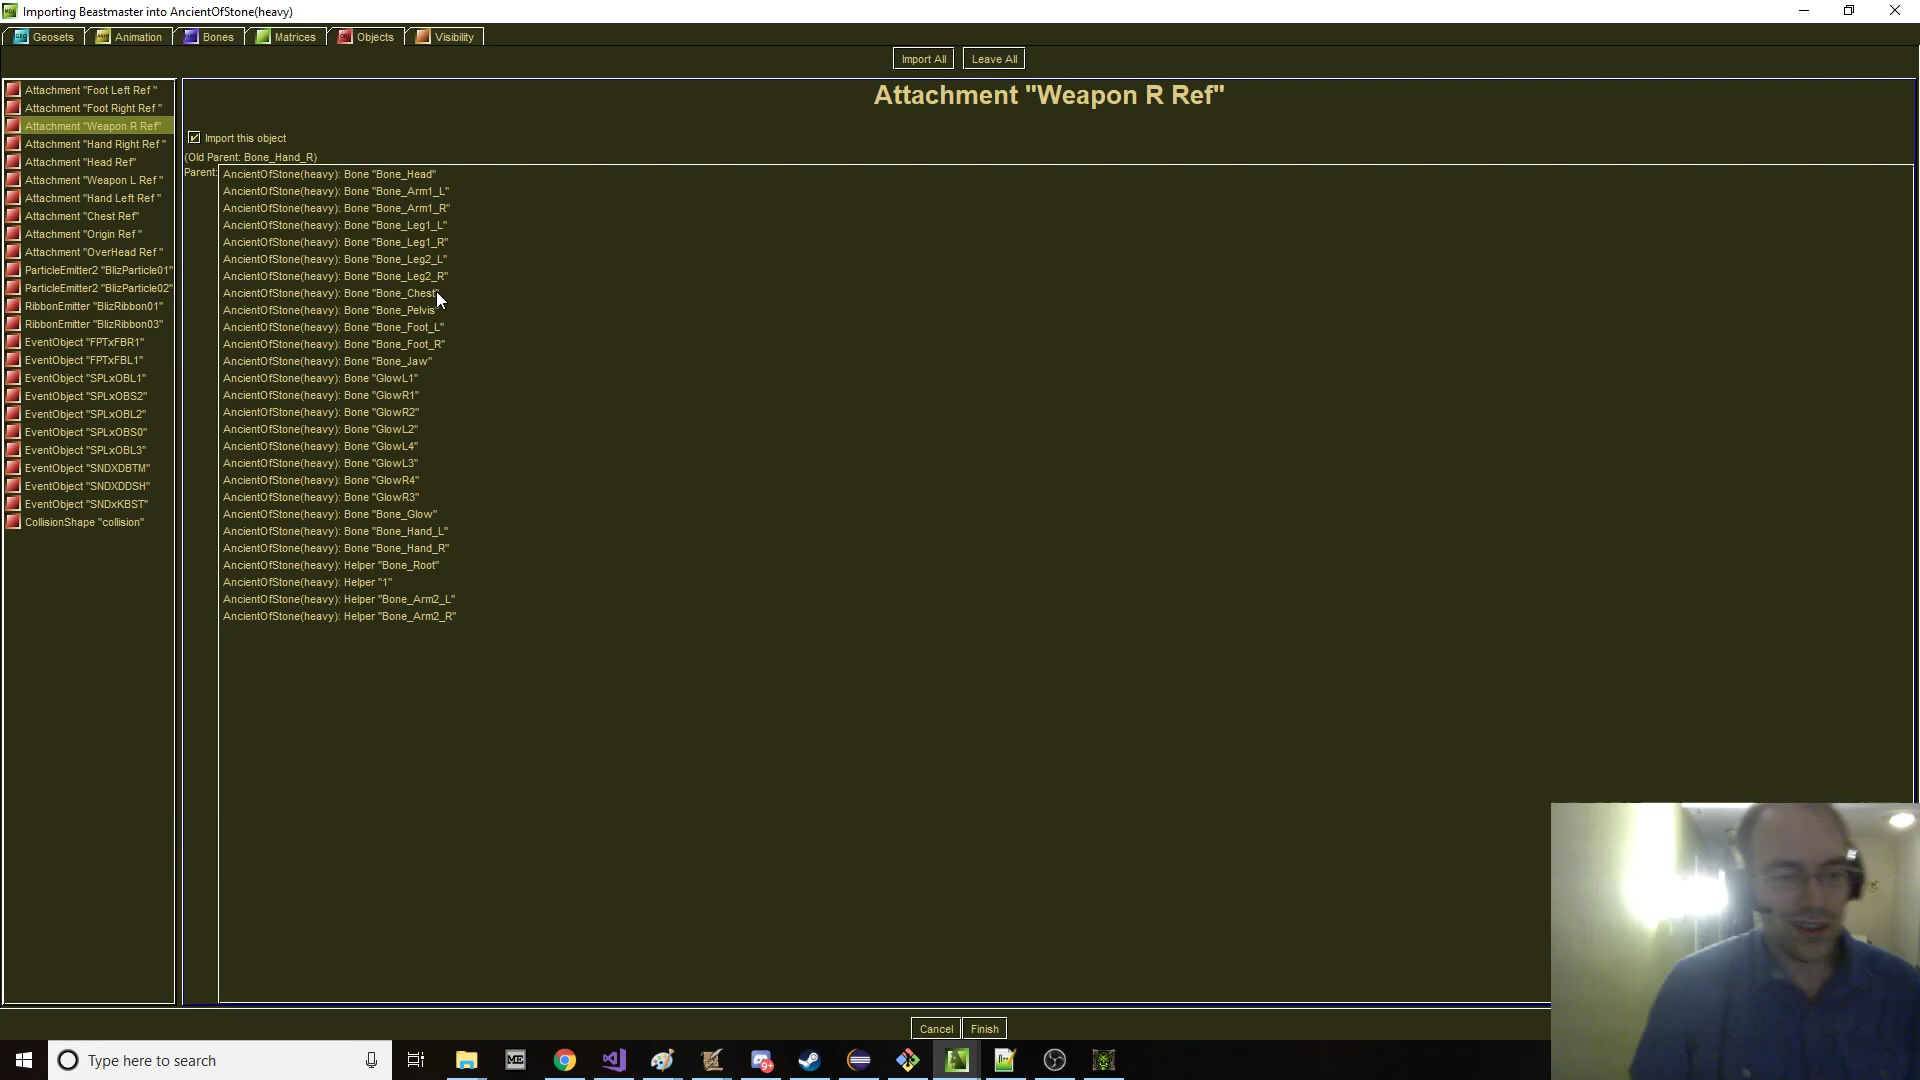 Importing Beastmaster into AncientOfStone(heavy)
Geosets Animation Bones Matrices Objects Visibility
Import All Leave All
Attachment "Foot Left Ref "
Attachment "Foot Right Ref "
Attachment "Weapon R Ref"
Attachment "Hand Right Ref "
Attachment "Head Ref"
Attachment "Weapon L Ref "
Attachment "Hand Left Ref "
Attachment "Chest Ref"
Attachment "Origin Ref "
Attachment "OverHead Ref "
ParticleEmitter2 "BlizParticle01"
ParticleEmitter2 "BlizParticle02"
RibbonEmitter "BlizRibbon01"
RibbonEmitter "BlizRibbon03"
EventObject "FPTxFBR1"
EventObject "FPTxFBL1"
EventObject "SPLxOBL1"
EventObject "SPLxOBS2"
EventObject "SPLxOBL2"
EventObject "SPLxOBS0"
EventObject "SPLxOBL3"
EventObject "SNDXDBTM"
EventObject "SNDXDDSH"
EventObject "SNDxKBST"
CollisionShape "collision"
Attachment "Weapon R Ref"
Import this object
(Old Parent: Bone_Hand_R)
Parent:
AncientOfStone(heavy): Bone "Bone_Head"
AncientOfStone(heavy): Bone "Bone_Arm1_L"
AncientOfStone(heavy): Bone "Bone_Arm1_R"
AncientOfStone(heavy): Bone "Bone_Leg1_L"
AncientOfStone(heavy): Bone "Bone_Leg1_R"
AncientOfStone(heavy): Bone "Bone_Leg2_L"
AncientOfStone(heavy): Bone "Bone_Leg2_R"
AncientOfStone(heavy): Bone "Bone_Chest"
AncientOfStone(heavy): Bone "Bone_Pelvis"
AncientOfStone(heavy): Bone "Bone_Foot_L"
AncientOfStone(heavy): Bone "Bone_Foot_R"
AncientOfStone(heavy): Bone "Bone_Jaw"
AncientOfStone(heavy): Bone "GlowL1"
AncientOfStone(heavy): Bone "GlowR1"
AncientOfStone(heavy): Bone "GlowR2"
AncientOfStone(heavy): Bone "GlowL2"
AncientOfStone(heavy): Bone "GlowL4"
AncientOfStone(heavy): Bone "GlowL3"
AncientOfStone(heavy): Bone "GlowR4"
AncientOfStone(heavy): Bone "GlowR3"
AncientOfStone(heavy): Bone "Bone_Glow"
AncientOfStone(heavy): Bone "Bone_Hand_L"
AncientOfStone(heavy): Bone "Bone_Hand_R"
AncientOfStone(heavy): Helper "Bone_Root"
AncientOfStone(heavy): Helper "1"
AncientOfStone(heavy): Helper "Bone_Arm2_L"
AncientOfStone(heavy): Helper "Bone_Arm2_R"
Cancel Finish
Type here to search